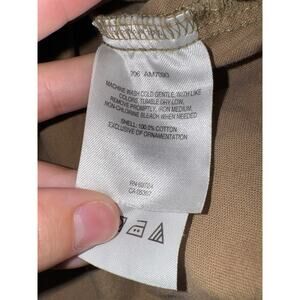 MACHINE WASH COLD GENTLE, WITH LIKE
COLORS, TUMBLE DRY LOW,
REMOVE PROMPTLY, IRON MEDIUM,
NON-CHLORINE BLEACH WHEN NEEDED
SHELL: 100% COTTON
EXCLUSIVE OF ORNAMENTATION